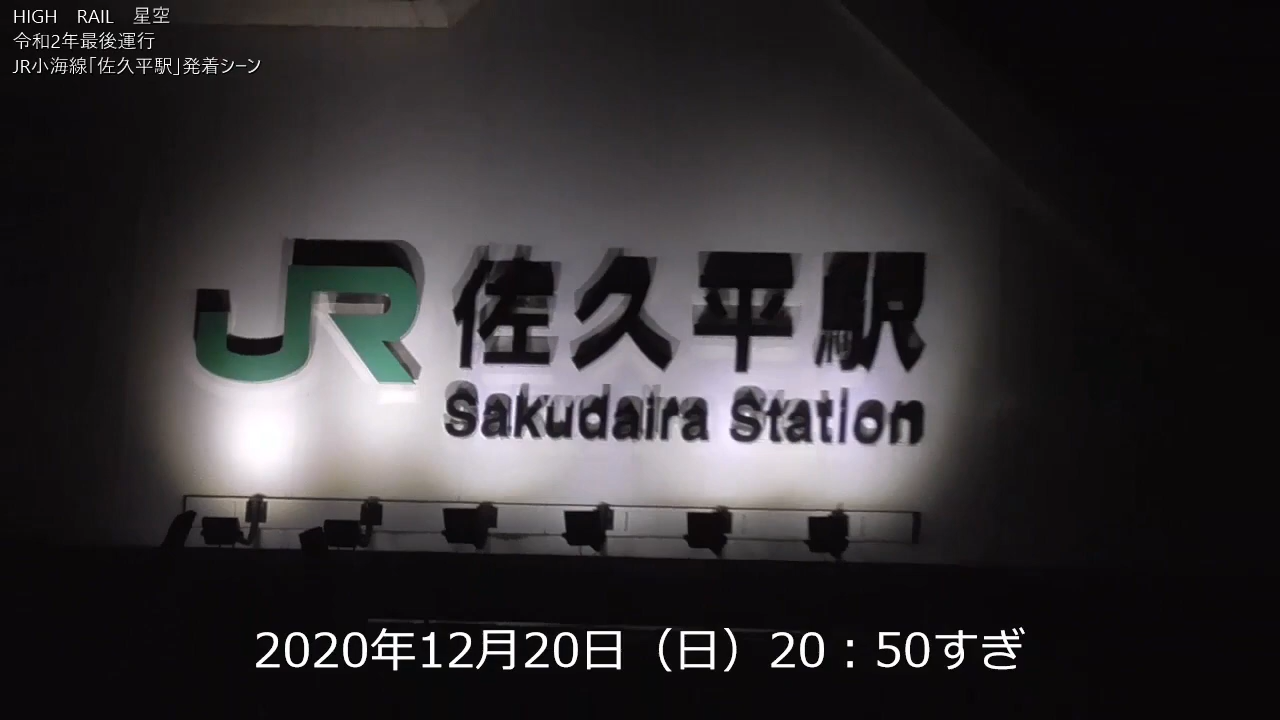 HIGH　RAIL　星空
令和2年最後運行
JR小海線「佐久平駅」発着シーン
JR 佐久平駅
Sakudaira Station
2020年12月20日（日）20：50すぎ